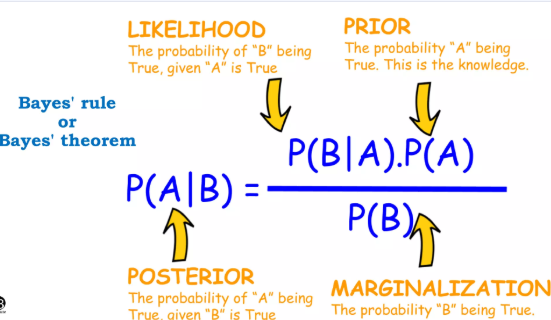 LIKELIHOOD
The probability of "B" being
True, given "A" is True
PRIOR
The probability "A" being
True. This is the knowledge.
Bayes' rule
or
Bayes' theorem
P(A|B) =
P(B|A).P(A)
P(B)
POSTERIOR
The probability of "A" being
True, given "B" is True
MARGINALIZATION
The probability "B" being True.